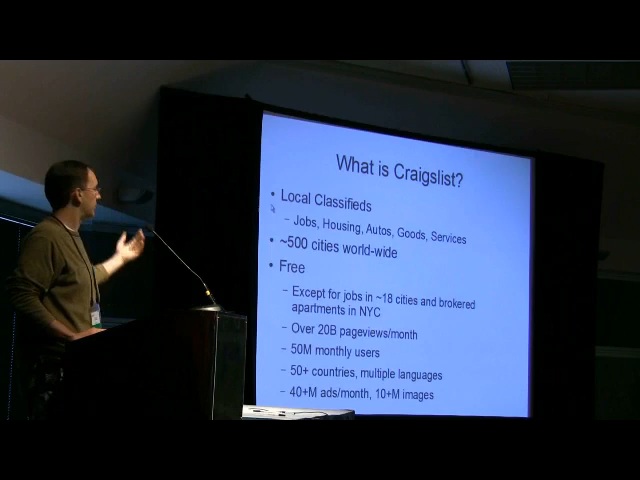 What is Craigslist?
• Local Classifieds
– Jobs, Housing, Autos, Goods, Services
• ~500 cities world-wide
• Free
– Except for jobs in ~18 cities and brokered
apartments in NYC
– Over 20B pageviews/month
– 50M monthly users
– 50+ countries, multiple languages
– 40+M ads/month, 10+M images